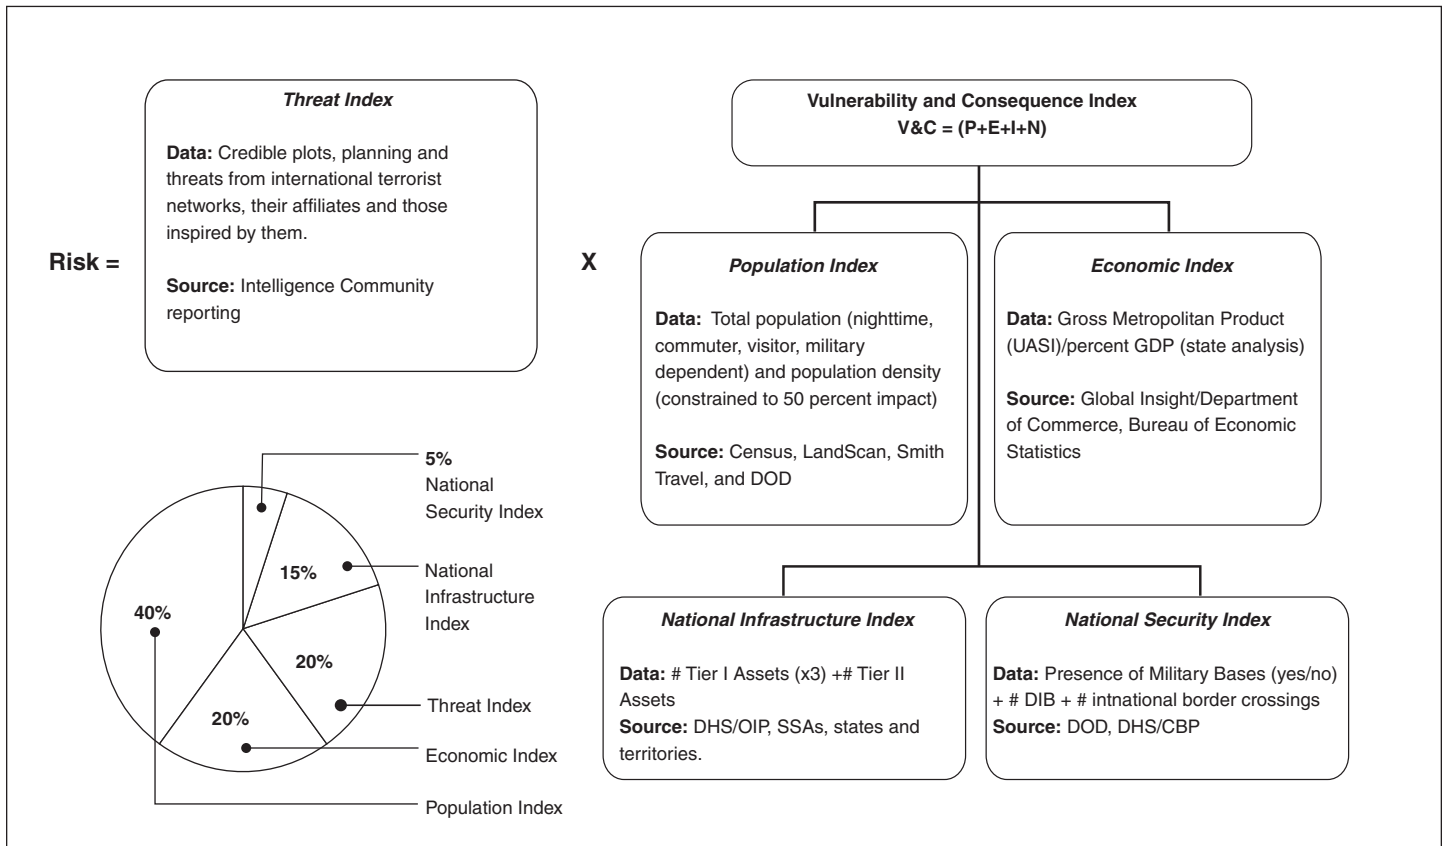 Threat Index
Data: Credible plots, planning and
threats from international terrorist
networks, their affiliates and those
inspired by them.
Source: Intelligence Community
reporting
Risk =
X
Vulnerability and Consequence Index
V&C = (P+E+I+N)
Population Index
Data: Total population (nighttime,
commuter, visitor, military
dependent) and population density
(constrained to 50 percent impact)
Source: Census, LandScan, Smith
Travel, and DOD
Economic Index
Data: Gross Metropolitan Product
(UASI)/percent GDP (state analysis)
Source: Global Insight/Department
of Commerce, Bureau of Economic
Statistics
5%
National
Security Index
15%
National
Infrastructure
Index
40%
20%
Threat Index
20%
Economic Index
Population Index
National Infrastructure Index
Data: # Tier I Assets (x3) +# Tier II
Assets
Source: DHS/OIP, SSAs, states and
territories.
National Security Index
Data: Presence of Military Bases (yes/no)
+ # DIB + # intnational border crossings
Source: DOD, DHS/CBP